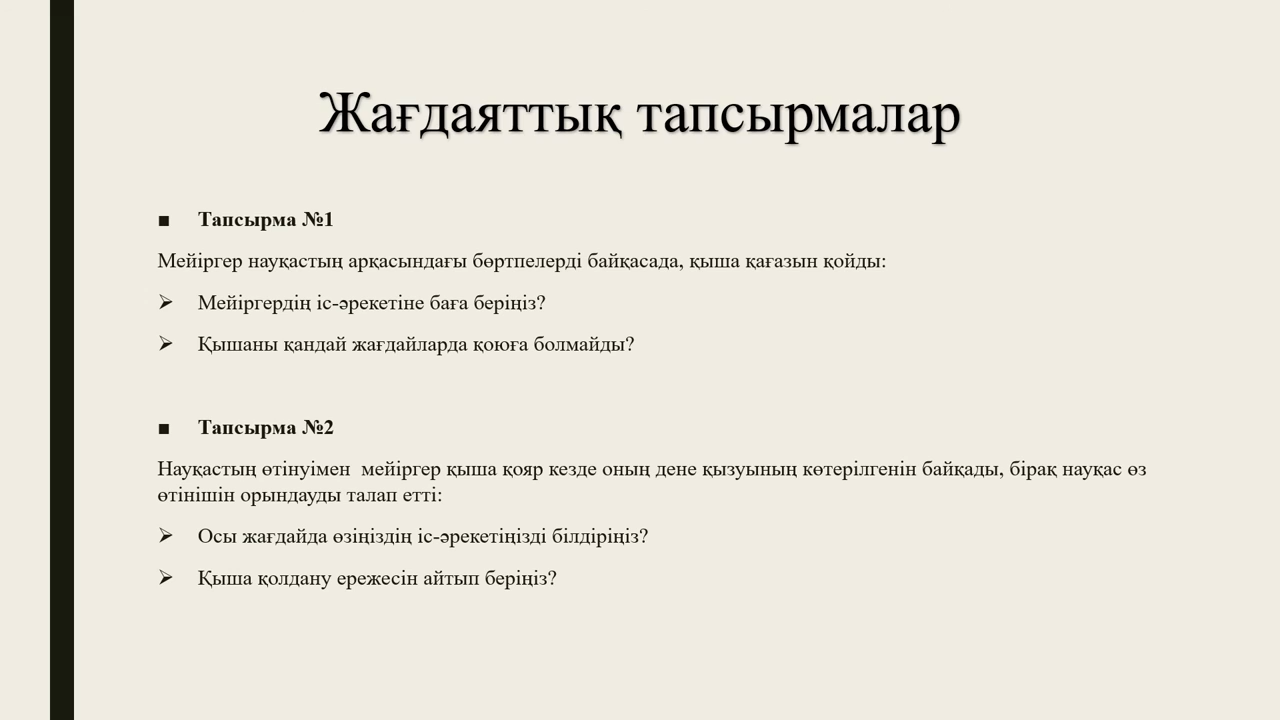 Жағдаяттық тапсырмалар
■ Тапсырма №1
Мейіргер науқастың арқасындағы бөртпелерді байқасада, қыша қағазын қойды:
➢ Мейіргердің іс-әрекетіне баға беріңіз?
➢ Қышаны қандай жағдайларда қоюға болмайды?
■ Тапсырма №2
Науқастың өтінуімен  мейіргер қыша қояр кезде оның дене қызуының көтерілгенін байқады, бірақ науқас өз
өтінішін орындауды талап етті:
➢ Осы жағдайда өзіңіздің іс-әрекетіңізді білдіріңіз?
➢ Қыша қолдану ережесін айтып беріңіз?